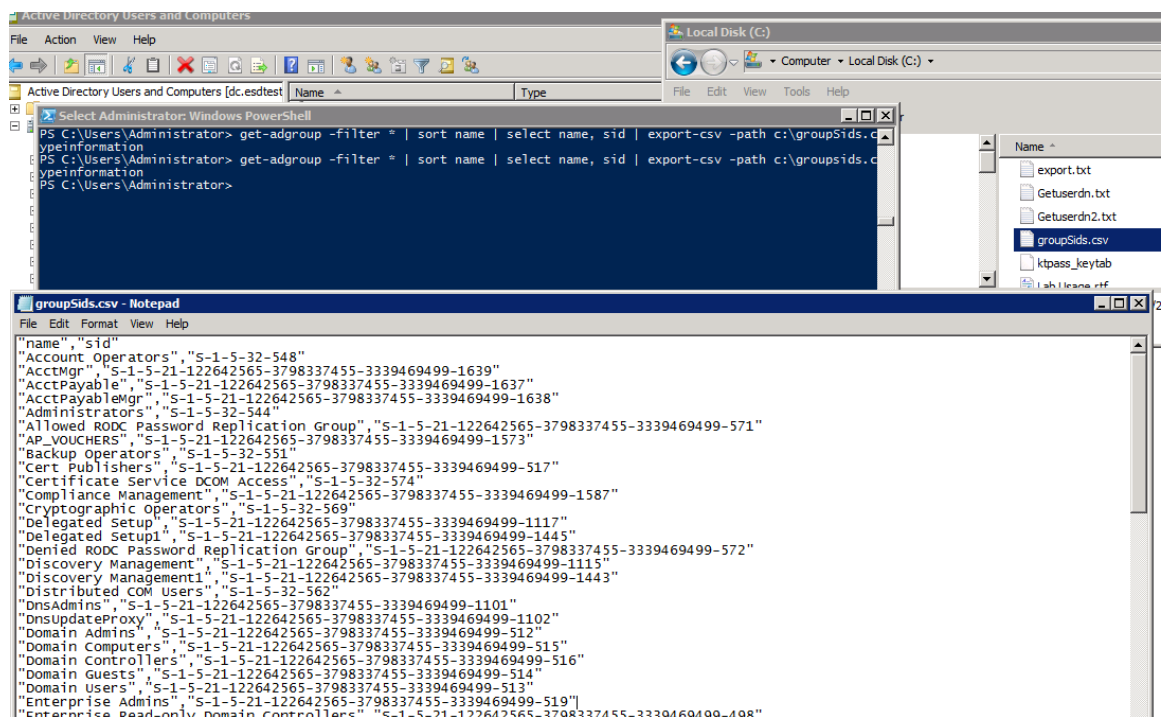 Active Directory Users and Computers
File Action View Help
Active Directory Users and Computers [dc.esdtest
Name
Type
Local Disk (C:)
Computer Local Disk (C:)
File Edit View Tools Help
Select Administrator: Windows PowerShell
PS C:\Users\Administrator> get-adgroup -filter * | sort name | select name, sid | export-csv -path c:\groupSids.c
ypeinformation
PS C:\Users\Administrator> get-adgroup -filter * | sort name | select name, sid | export-csv -path c:\groupsids.c
ypeinformation
PS C:\Users\Administrator>
Name
export.txt
Getuserdn.txt
Getuserdn2.txt
groupSids.csv
ktpass_keytab
Lab Usage.rtf
groupSids.csv - Notepad
File Edit Format View Help
"name","sid"
"Account Operators","S-1-5-32-548"
"AcctMgr","S-1-5-21-122642565-3798337455-3339469499-1639"
"AcctPayable","S-1-5-21-122642565-3798337455-3339469499-1637"
"AcctPayableMgr","S-1-5-21-122642565-3798337455-3339469499-1638"
"Administrators","S-1-5-32-544"
"Allowed RODC Password Replication Group","S-1-5-21-122642565-3798337455-3339469499-571"
"AP_VOUCHERS","S-1-5-21-122642565-3798337455-3339469499-1573"
"Backup Operators","S-1-5-32-551"
"Cert Publishers","S-1-5-21-122642565-3798337455-3339469499-517"
"Certificate Service DCOM Access","S-1-5-32-574"
"Compliance Management","S-1-5-21-122642565-3798337455-3339469499-1587"
"Cryptographic Operators","S-1-5-32-569"
"Delegated Setup","S-1-5-21-122642565-3798337455-3339469499-1117"
"Delegated Setup1","S-1-5-21-122642565-3798337455-3339469499-1445"
"Denied RODC Password Replication Group","S-1-5-21-122642565-3798337455-3339469499-572"
"Discovery Management","S-1-5-21-122642565-3798337455-3339469499-1115"
"Discovery Management1","S-1-5-21-122642565-3798337455-3339469499-1443"
"Distributed COM Users","S-1-5-32-562"
"DnsAdmins","S-1-5-21-122642565-3798337455-3339469499-1101"
"DnsUpdateProxy","S-1-5-21-122642565-3798337455-3339469499-1102"
"Domain Admins","S-1-5-21-122642565-3798337455-3339469499-512"
"Domain Computers","S-1-5-21-122642565-3798337455-3339469499-515"
"Domain Controllers","S-1-5-21-122642565-3798337455-3339469499-516"
"Domain Guests","S-1-5-21-122642565-3798337455-3339469499-514"
"Domain Users","S-1-5-21-122642565-3798337455-3339469499-513"
"Enterprise Admins","S-1-5-21-122642565-3798337455-3339469499-519"
"Enterprise Read-only Domain Controllers","S-1-5-21-122642565-3798337455-3339469499-498"